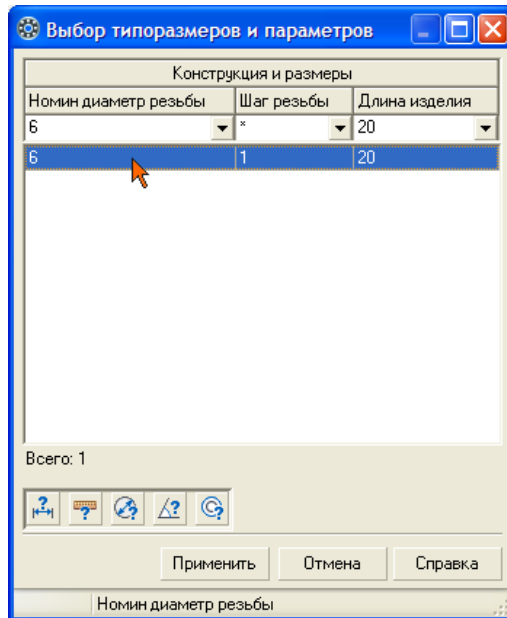 Выбор типоразмеров и параметров
Конструкция и размеры
Номин диаметр резьбы Шаг резьбы Длина изделия
6 * 20
6 1 20
Всего: 1
Применить Отмена Справка
Номин диаметр резьбы